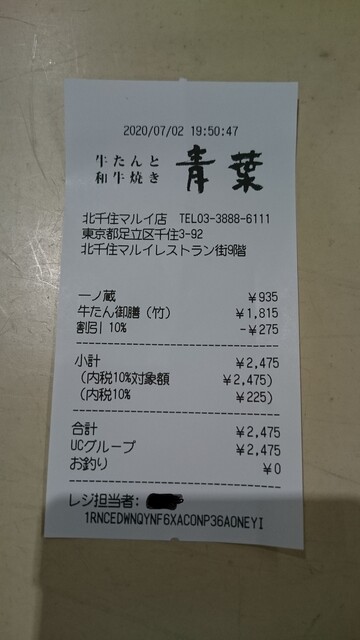 2020/07/02 19:50:47
牛たんと
和牛焼き
青葉
北千住マルイ店 TEL03-3888-6111
東京都足立区千住3-92
北千住マルイレストラン街9階
一ノ蔵 ¥935
牛たん御膳（竹） ¥1,815
割引 10% -¥275
小計 ¥2,475
（内税10%対象額 ¥2,475）
（内税10% ¥225）
合計 ¥2,475
UCグループ ¥2,475
お釣り ¥0
レジ担当者:
1RNCEDWNQYNF6XACONP36AONEYI